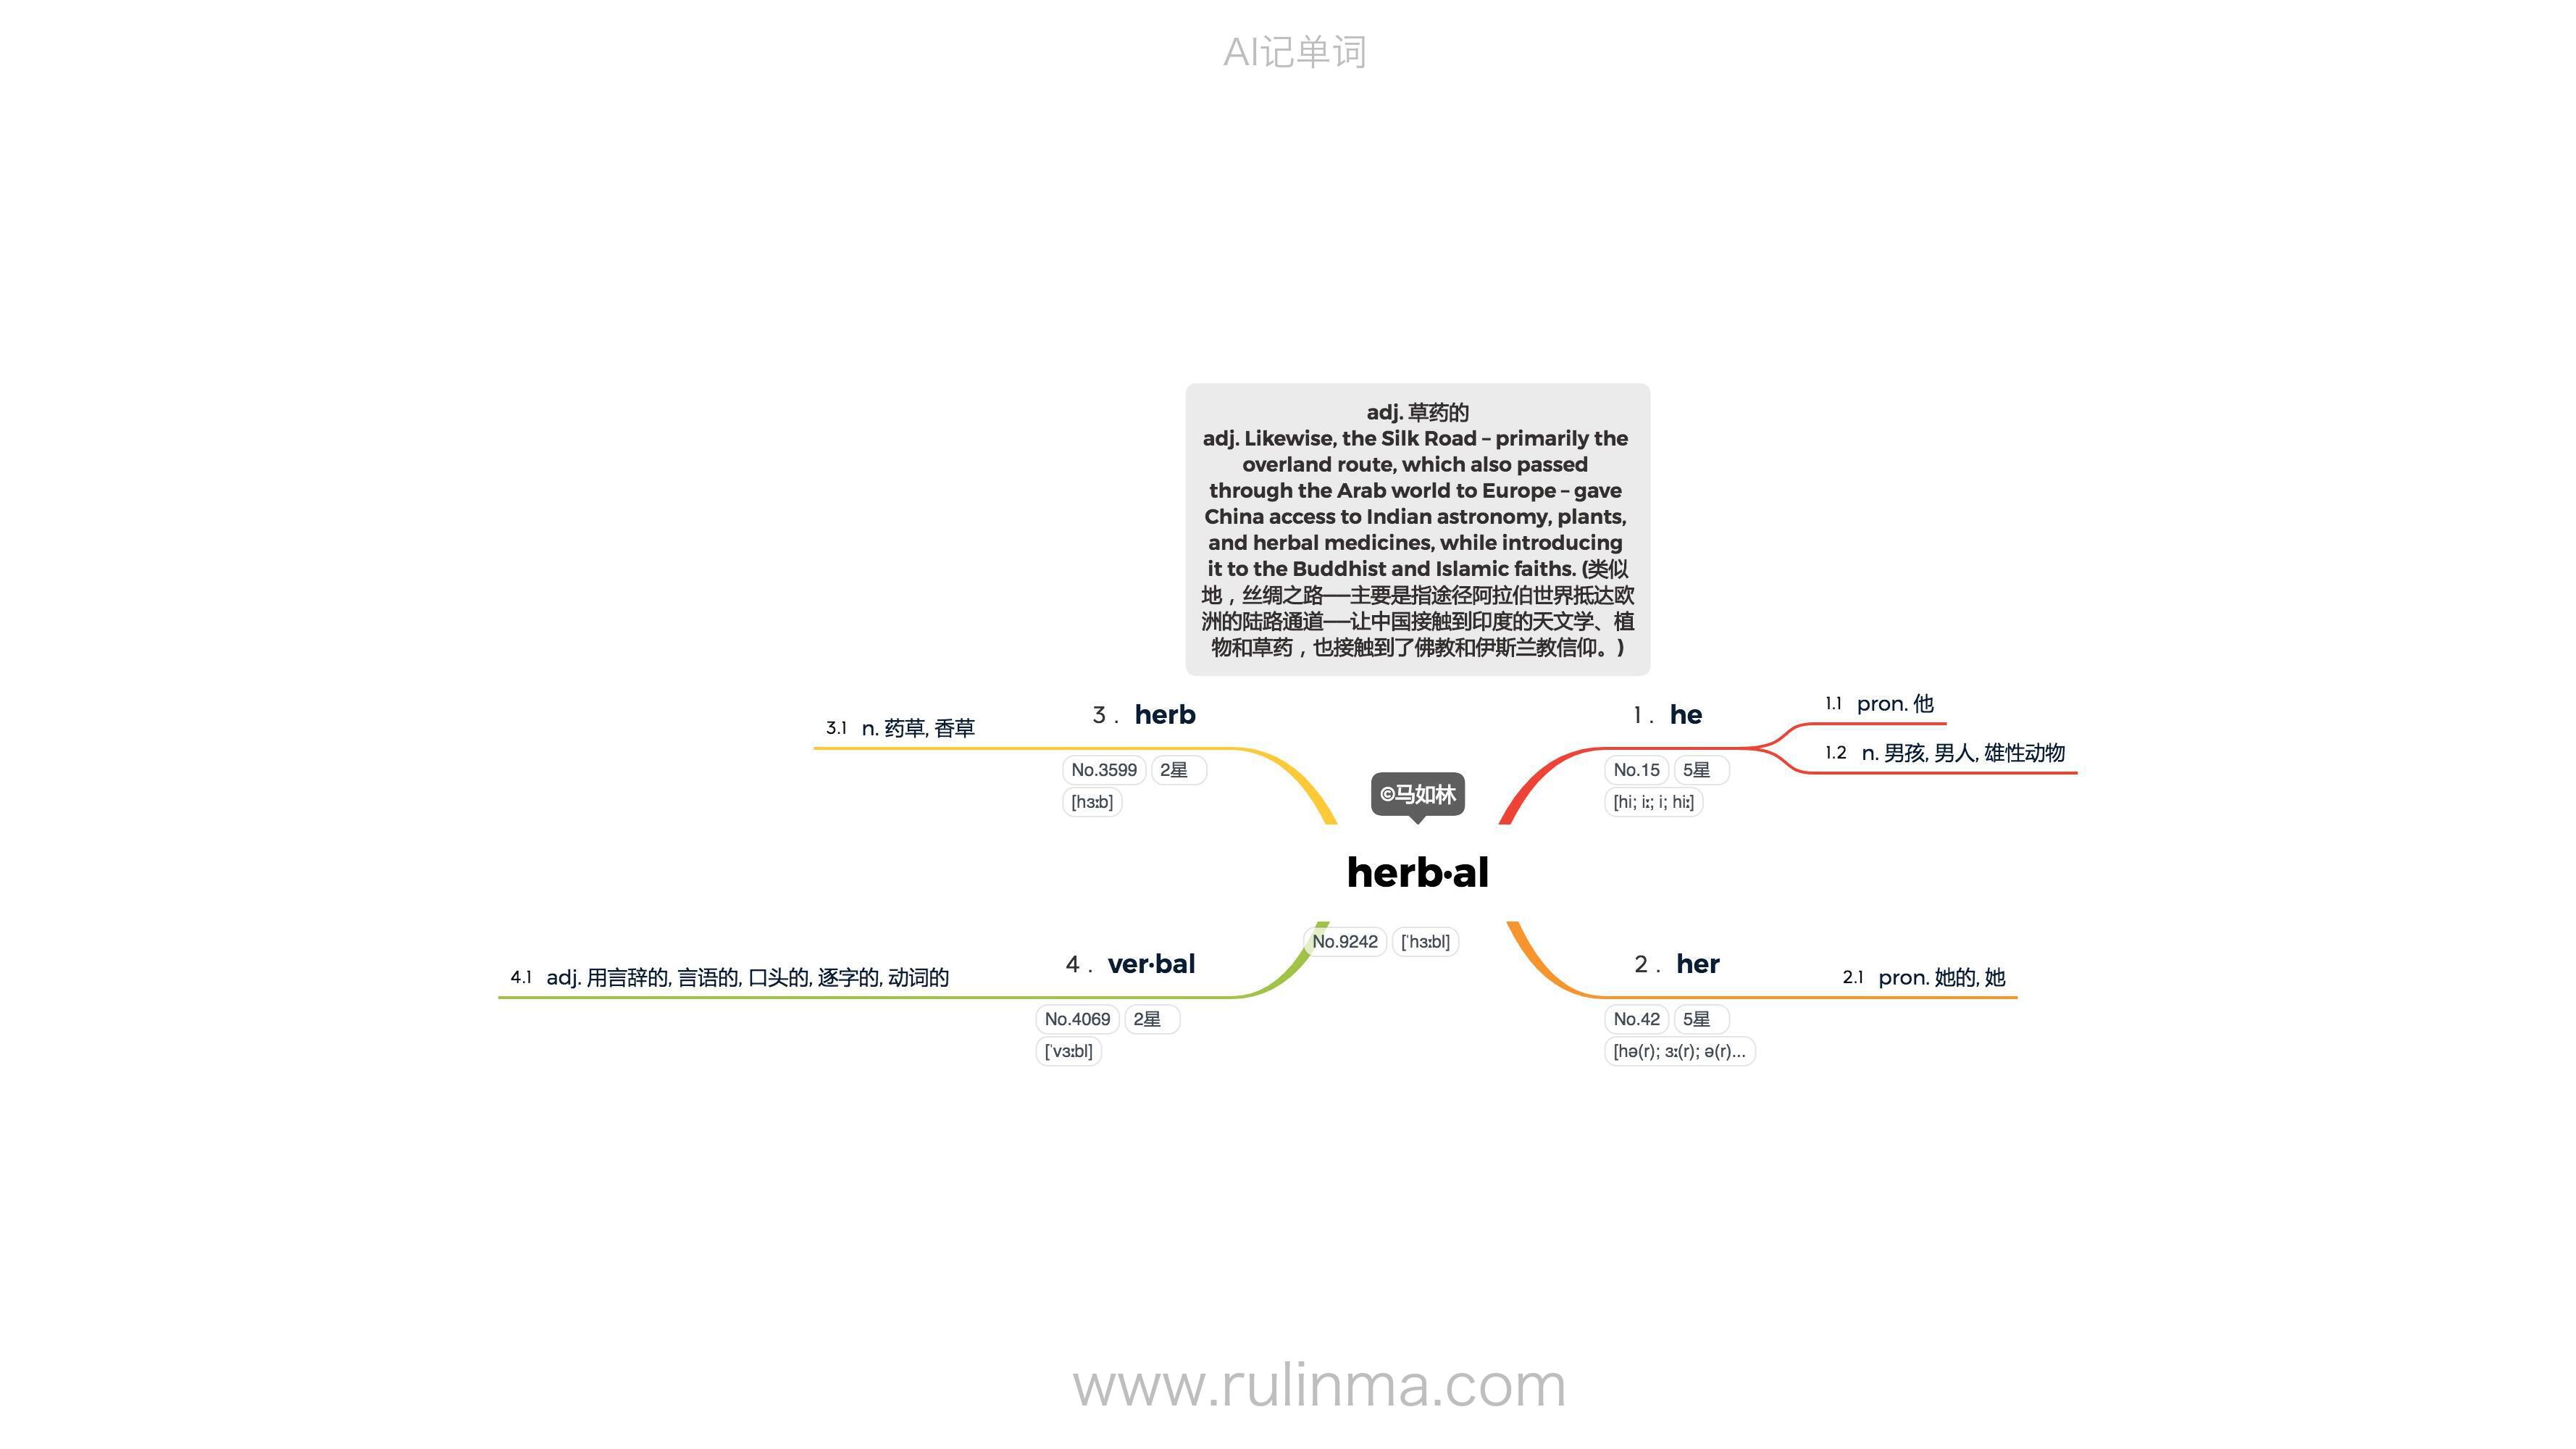 AI记单词
adj. 草药的
adj. Likewise, the Silk Road – primarily the
overland route, which also passed
through the Arab world to Europe – gave
China access to Indian astronomy, plants,
and herbal medicines, while introducing
it to the Buddhist and Islamic faiths. (类似
地，丝绸之路——主要是指途径阿拉伯世界抵达欧
洲的陆路通道——让中国接触到印度的天文学、植
物和草药，也接触到了佛教和伊斯兰教信仰。)
©马如林
herb·al
No.9242 [ˈhɜːbl]
1. he
No.15 5星
[hi; iː; i; hiː]
1.1 pron. 他
1.2 n. 男孩, 男人, 雄性动物
2. her
No.42 5星
[hə(r); ɜː(r); ə(r)...
2.1 pron. 她的, 她
3. herb
No.3599 2星
[hɜːb]
3.1 n. 药草, 香草
4. ver·bal
No.4069 2星
[ˈvɜːbl]
4.1 adj. 用言辞的, 言语的, 口头的, 逐字的, 动词的
www.rulinma.com